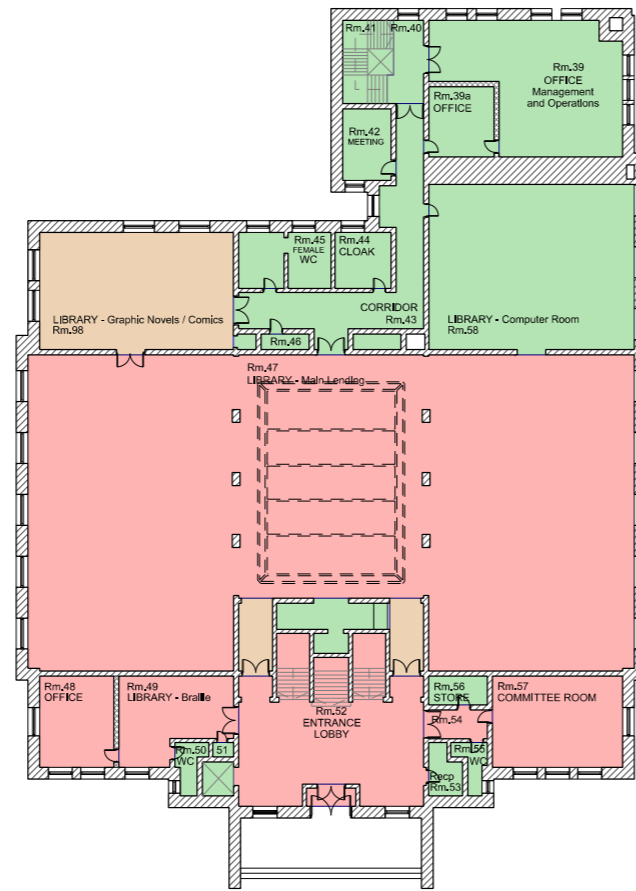 Rm.41
Rm.40
Rm.39
OFFICE
Management
and Operations
Rm.39a
OFFICE
L
Rm.42
MEETING
Rm.45
FEMALE
WC
Rm.44
CLOAK
CORRIDOR
Rm.43
LIBRARY - Graphic Novels / Comics
Rm.98
LIBRARY - Computer Room
Rm.58
Rm.46
Rm.47
LIBRARY - Main Lending
Rm.48
OFFICE
Rm.49
LIBRARY - Braille
Rm.52
ENTRANCE
LOBBY
Rm.56
STORE
Rm.57
COMMITTEE ROOM
Rm.54
Rm.50
WC
51
Rm.55
WC
Recp
Rm.53